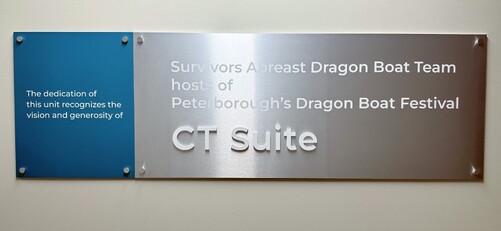 The dedication of
this unit recognizes the
vision and generosity of
Survivors Abreast Dragon Boat Team
hosts of
Peterborough's Dragon Boat Festival
CT Suite